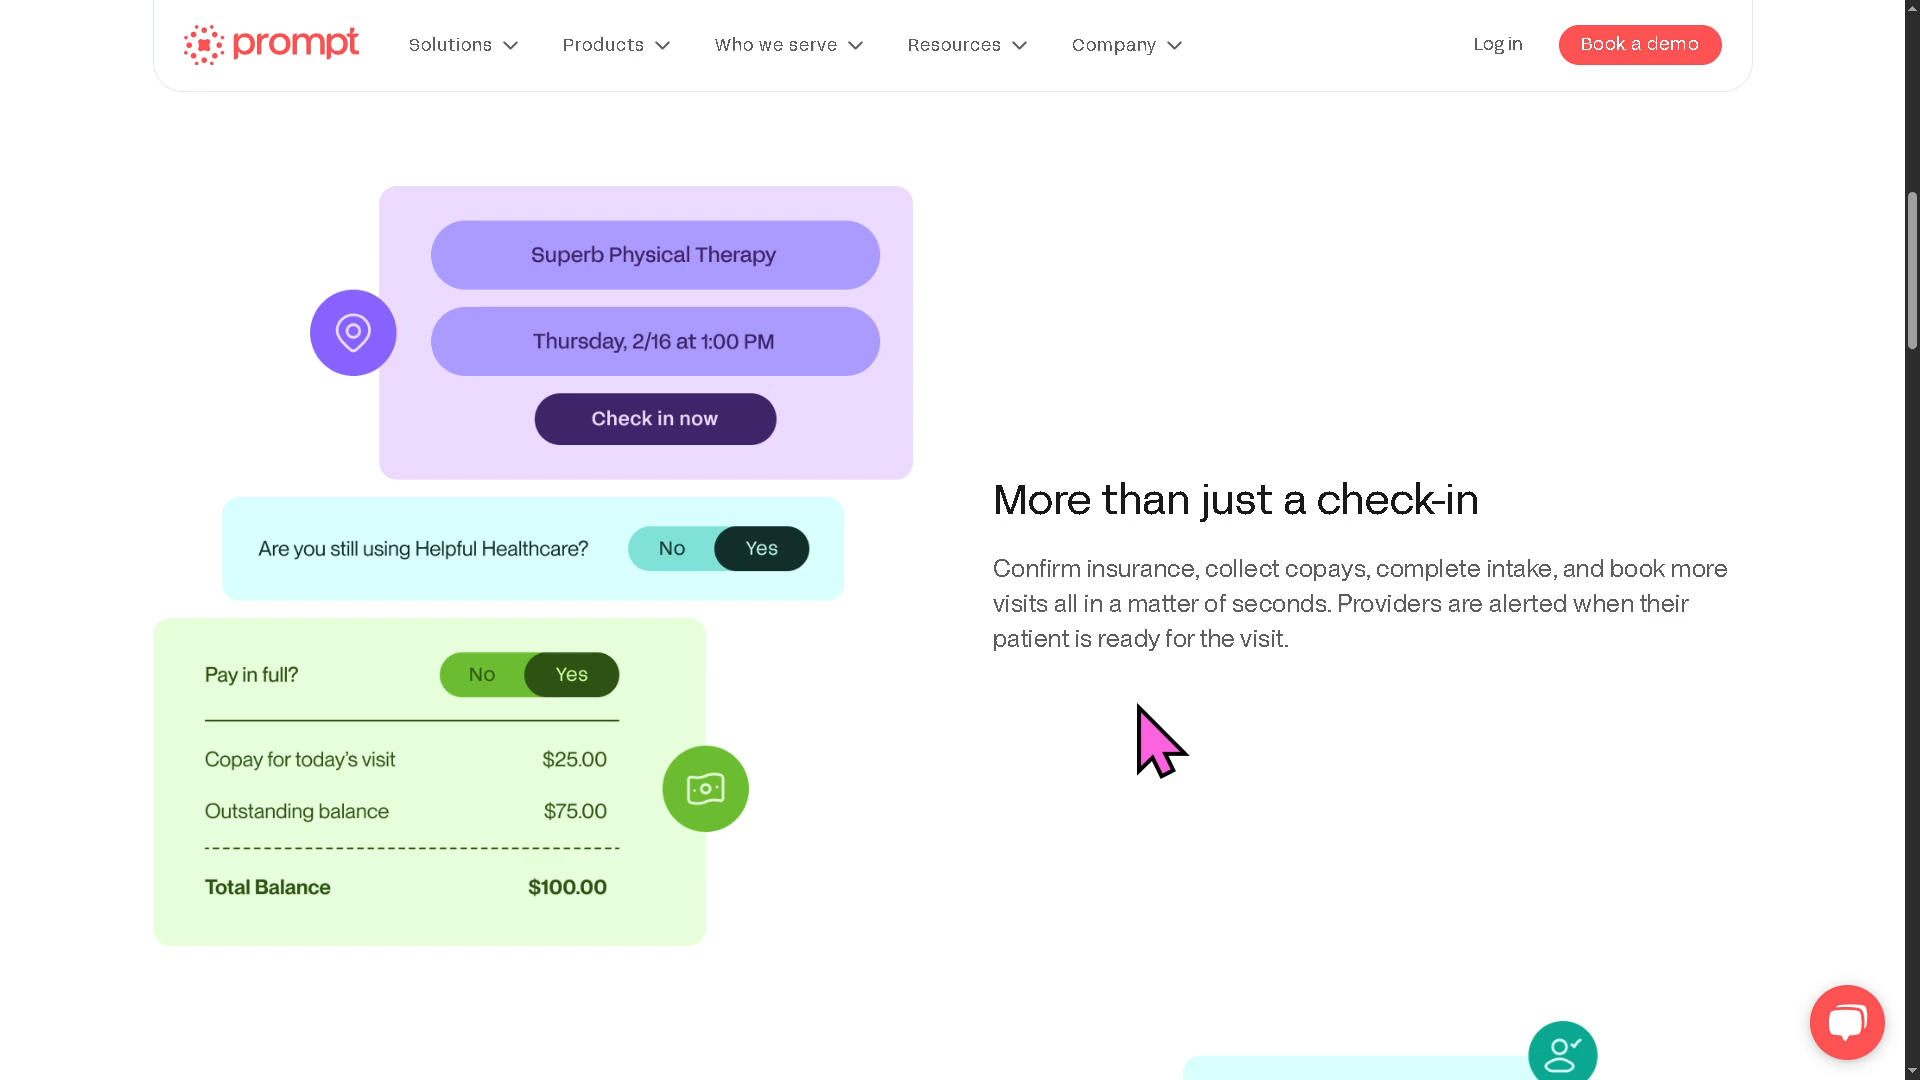 prompt
Solutions
Products
Who we serve
Resources
Company
Log in
Book a demo
Superb Physical Therapy
Thursday, 2/16 at 1:00 PM
Check in now
Are you still using Helpful Healthcare? No Yes
Pay in full? No Yes
Copay for today's visit $25.00
Outstanding balance $75.00
Total Balance $100.00
More than just a check-in
Confirm insurance, collect copays, complete intake, and book more
visits all in a matter of seconds. Providers are alerted when their
patient is ready for the visit.